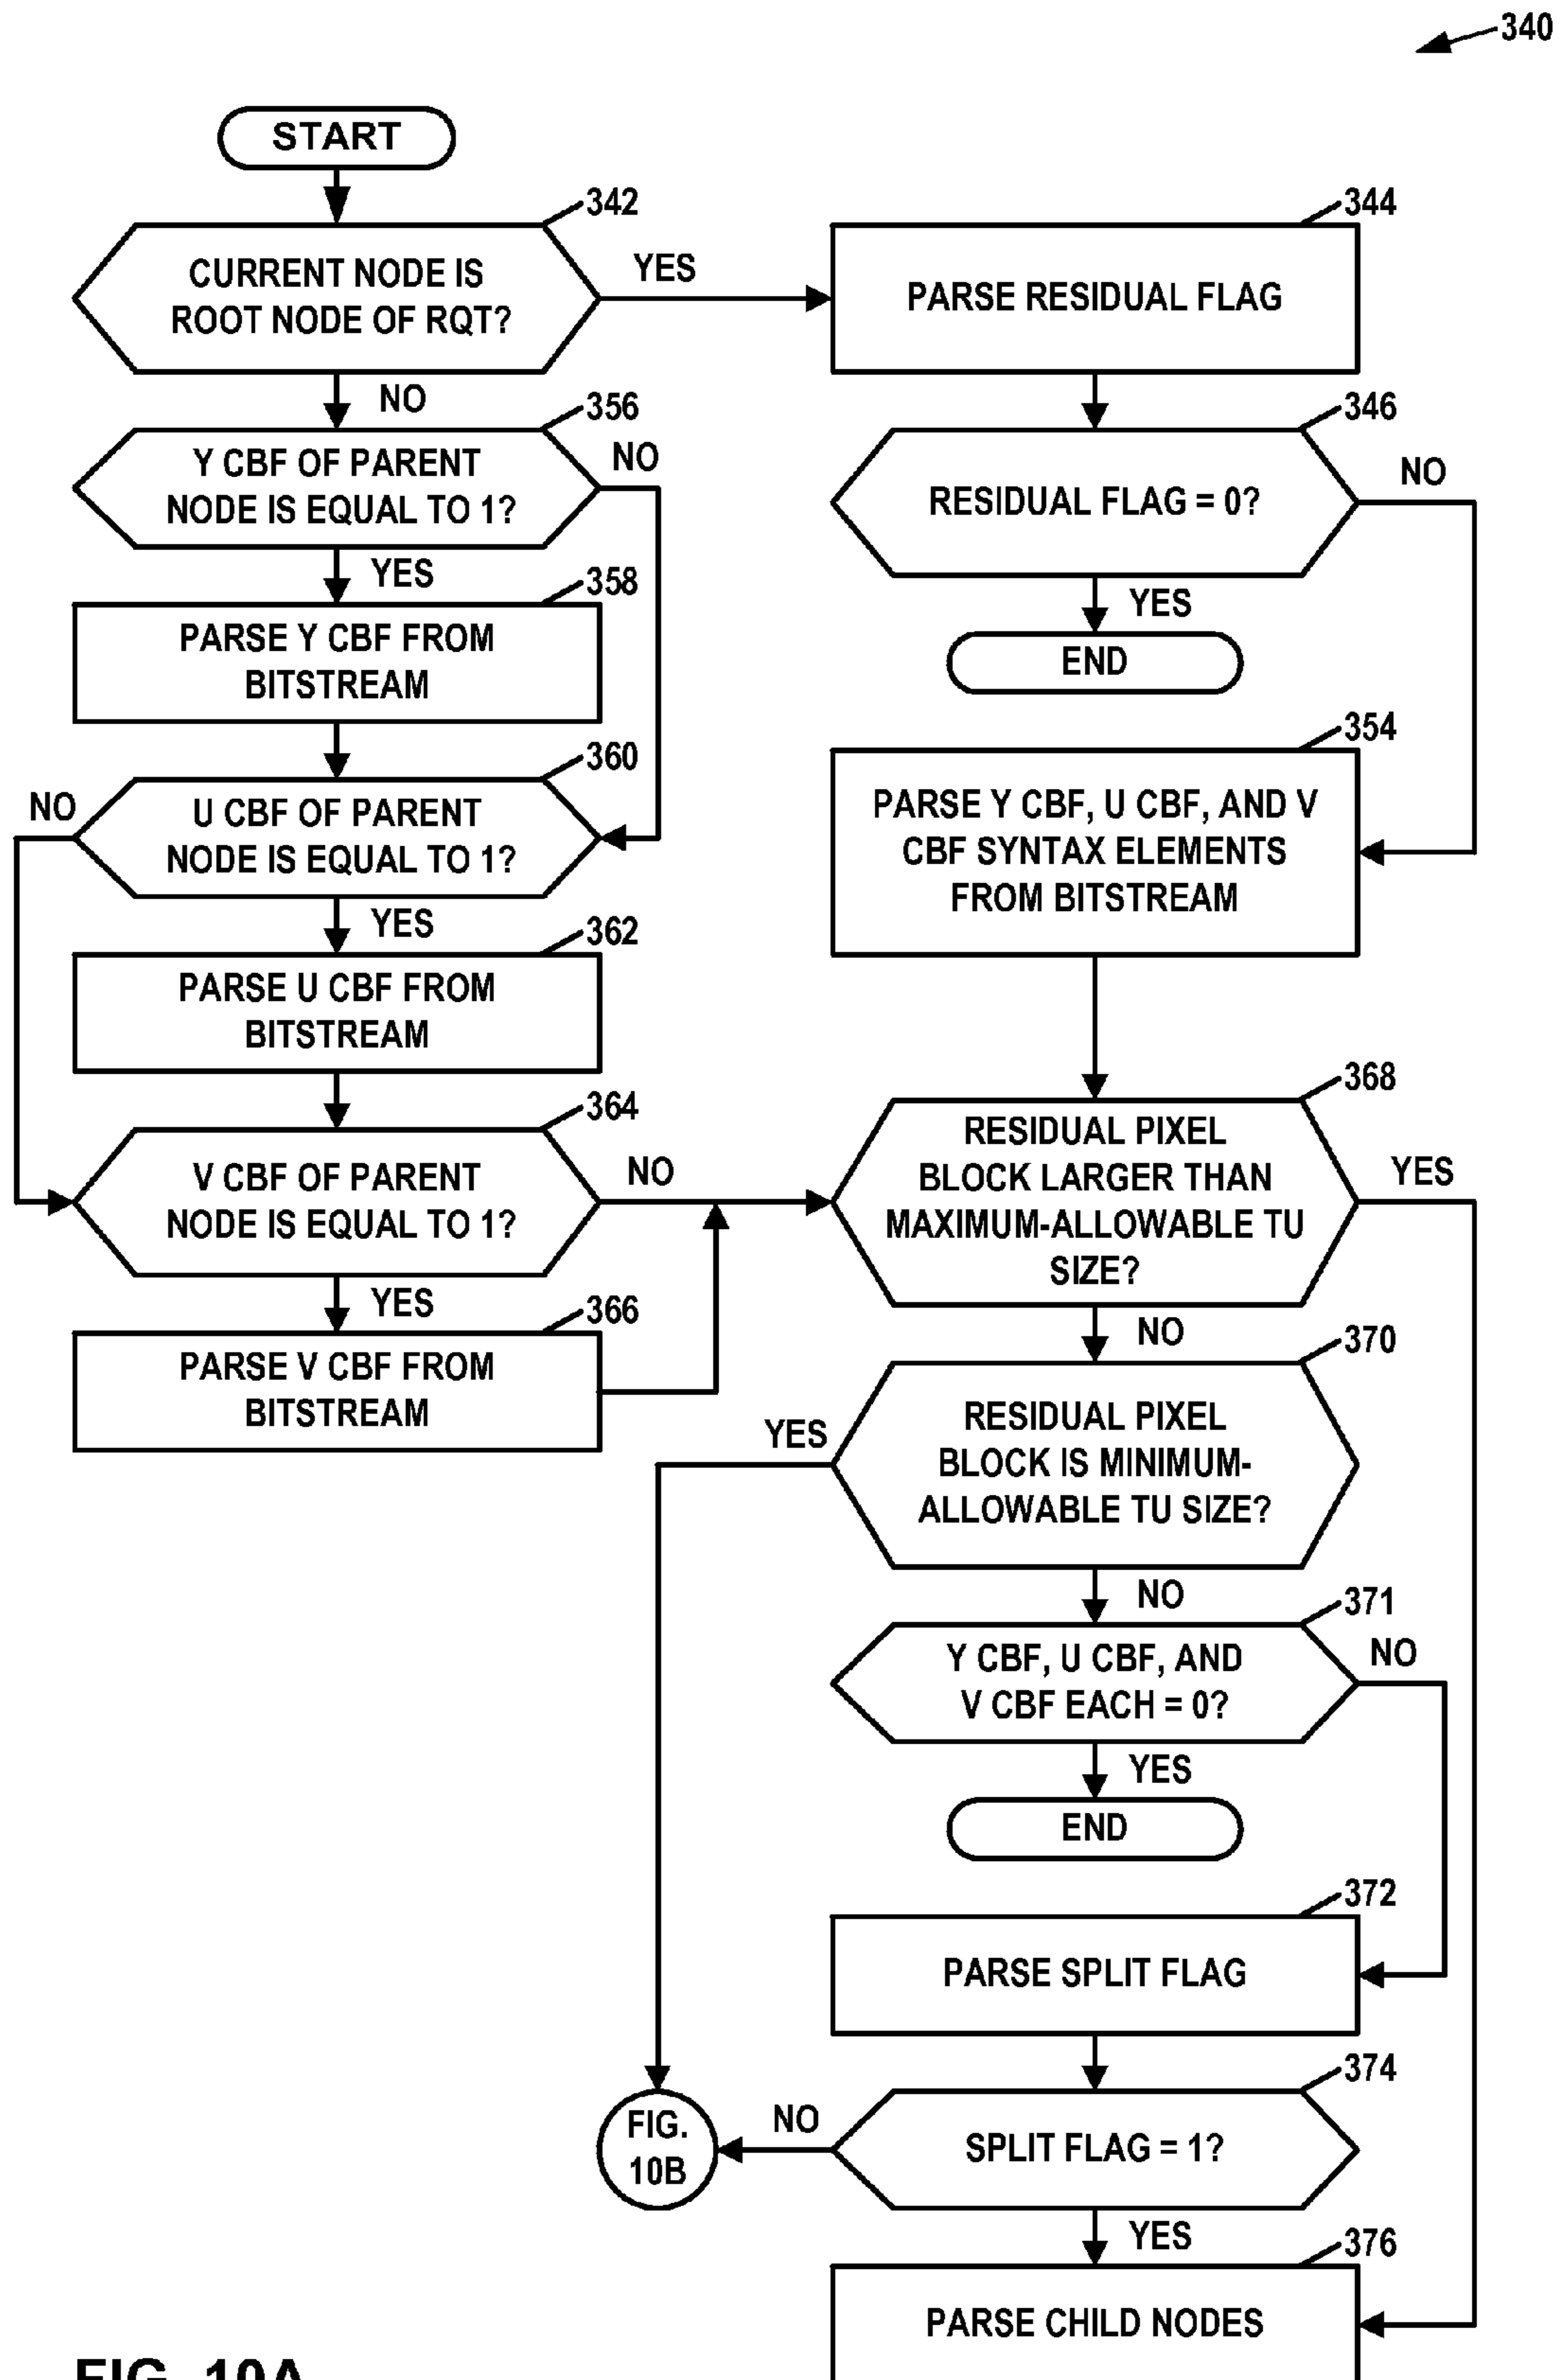 340
START
342
CURRENT NODE IS
ROOT NODE OF RQT?
YES
NO
344
PARSE RESIDUAL FLAG
356
Y CBF OF PARENT
NODE IS EQUAL TO 1?
NO
YES
346
RESIDUAL FLAG = 0?
NO
YES
END
358
PARSE Y CBF FROM
BITSTREAM
360
U CBF OF PARENT
NODE IS EQUAL TO 1?
NO
YES
354
PARSE Y CBF, U CBF, AND V
CBF SYNTAX ELEMENTS
FROM BITSTREAM
362
PARSE U CBF FROM
BITSTREAM
364
V CBF OF PARENT
NODE IS EQUAL TO 1?
NO
YES
366
PARSE V CBF FROM
BITSTREAM
368
RESIDUAL PIXEL
BLOCK LARGER THAN
MAXIMUM-ALLOWABLE TU
SIZE?
YES
NO
370
RESIDUAL PIXEL
BLOCK IS MINIMUM-
ALLOWABLE TU SIZE?
YES
NO
371
Y CBF, U CBF, AND
V CBF EACH = 0?
NO
YES
END
372
PARSE SPLIT FLAG
374
SPLIT FLAG = 1?
NO
YES
FIG.
10B
376
PARSE CHILD NODES
FIG. 10A